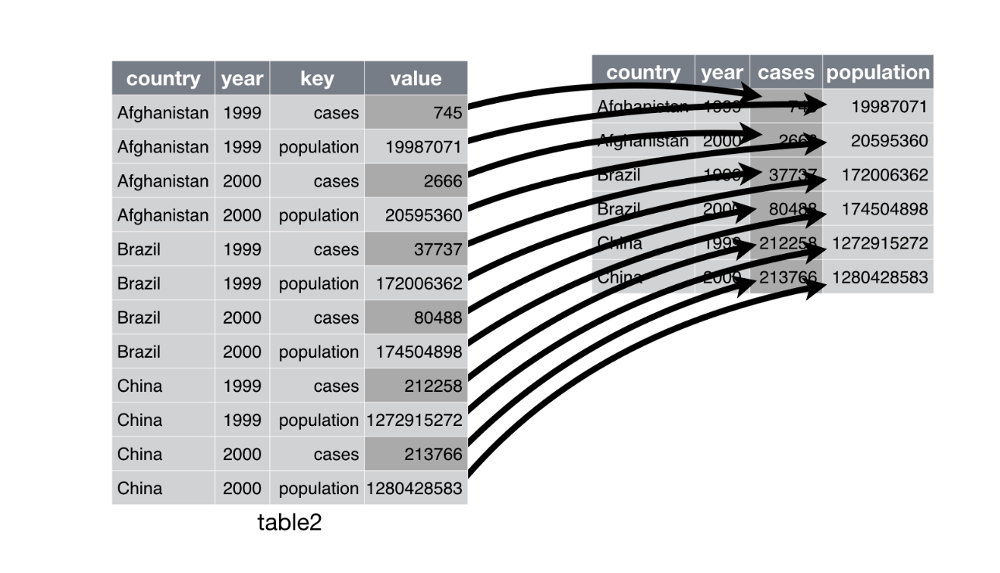 country year key value
Afghanistan 1999 cases 745
Afghanistan 1999 population 19987071
Afghanistan 2000 cases 2666
Afghanistan 2000 population 20595360
Brazil 1999 cases 37737
Brazil 1999 population 172006362
Brazil 2000 cases 80488
Brazil 2000 population 174504898
China 1999 cases 212258
China 1999 population 1272915272
China 2000 cases 213766
China 2000 population 1280428583
table2
country year cases population
Afghanistan 1999 745 19987071
Afghanistan 2000 2666 20595360
Brazil 1999 37737 172006362
Brazil 2000 80488 174504898
China 1999 212258 1272915272
China 2000 213766 1280428583